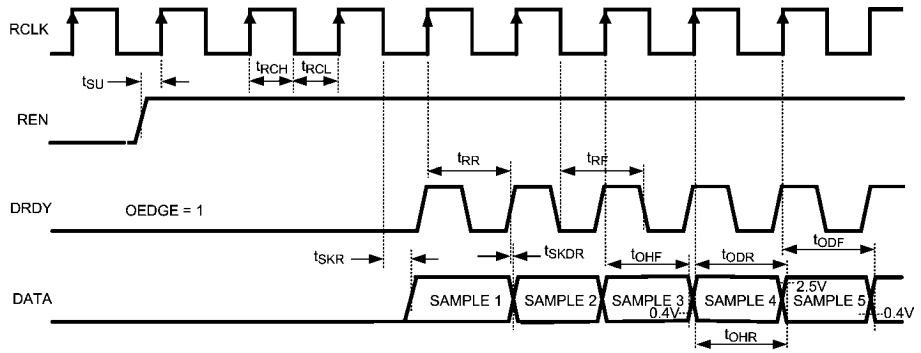 RCLK
tRCH
tRCL
tSU
REN
tRR
tRF
DRDY
OEDGE = 1
tSKR
tSKDR
tOHF
tODR
tODF
DATA
SAMPLE 1
SAMPLE 2
SAMPLE 3
SAMPLE 4
SAMPLE 5
2.5V
0.4V
0.4V
tOHR